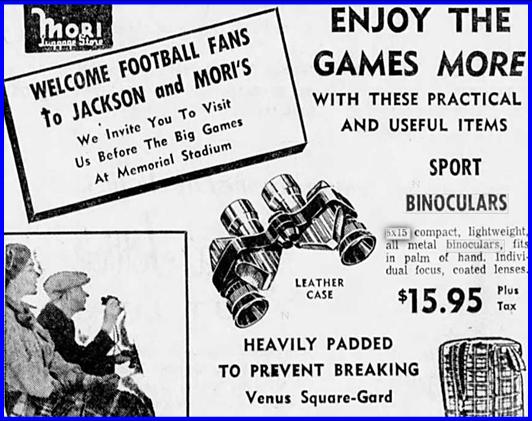 MORI
Luggage Store
WELCOME FOOTBALL FANS
to JACKSON and MORI'S
We Invite You To Visit
Us Before The Big Games
At Memorial Stadium
ENJOY THE
GAMES MORE
WITH THESE PRACTICAL
AND USEFUL ITEMS
SPORT
BINOCULARS
6x15 compact, lightweight,
all metal binoculars, fits
in palm of hand. Indivi-
dual focus, coated lenses.
$15.95 Plus
Tax
LEATHER
CASE
HEAVILY PADDED
TO PREVENT BREAKING
Venus Square-Gard